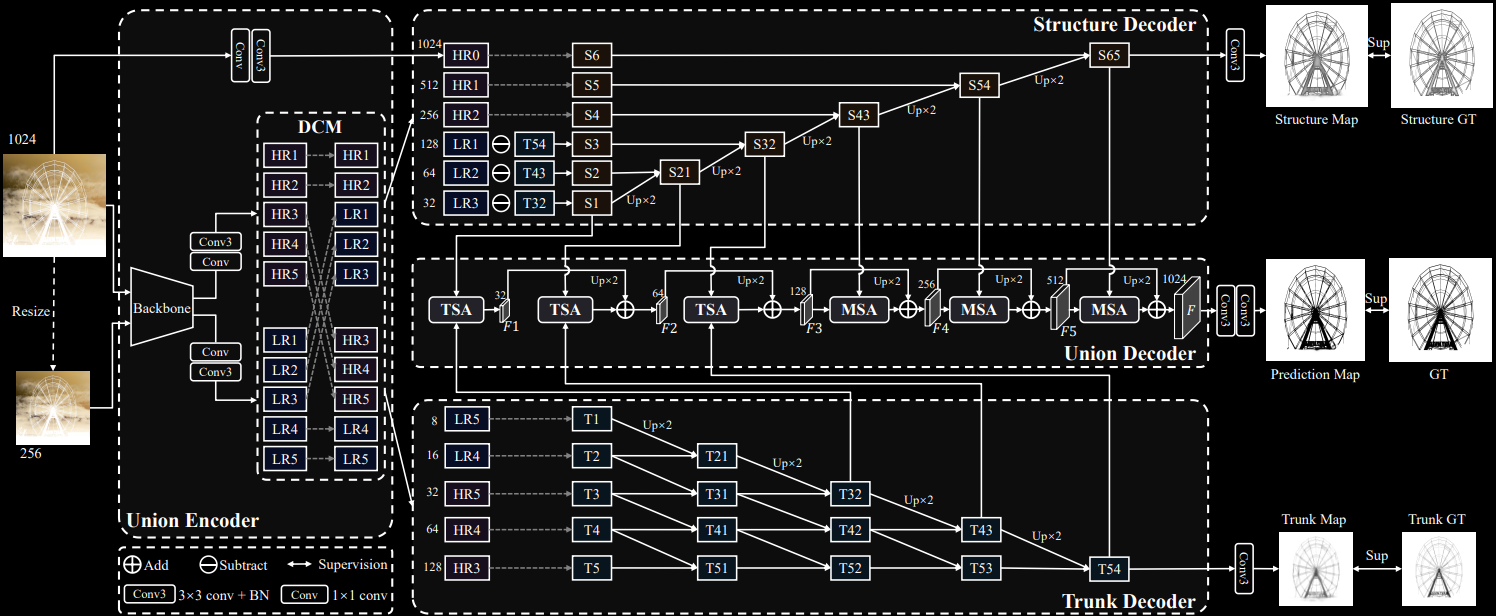 Structure Decoder
1024 HR0 S6 S65
512 HR1 S5 S54 Up×2
256 HR2 S4 S43 Up×2
128 LR1 T54 S3 S32 Up×2
64 LR2 T43 S2 S21 Up×2
32 LR3 T32 S1 Up×2
Conv Conv3
Conv3
Sup
Structure Map Structure GT
1024
Resize
256
Backbone
Conv3
Conv
Conv
Conv3
DCM
HR1 HR1
HR2 HR2
HR3 LR1
HR4 LR2
HR5 LR3
LR1 HR3
LR2 HR4
LR3 HR5
LR4 LR4
LR5 LR5
Union Encoder
Up×2 Up×2 Up×2 Up×2 Up×2 Up×2
32 64 128 256 512 1024
TSA TSA TSA MSA MSA MSA
F1 F2 F3 F4 F5 F
Union Decoder
Conv3 Conv3
Sup
Prediction Map GT
8 LR5 T1 Up×2
16 LR4 T2 T21 Up×2
32 HR5 T3 T31 T32 Up×2
64 HR4 T4 T41 T42 T43 Up×2
128 HR3 T5 T51 T52 T53 T54
Trunk Decoder
Conv3
Trunk Map Trunk GT
Sup
Add Subtract Supervision
Conv3 3×3 conv + BN Conv 1×1 conv